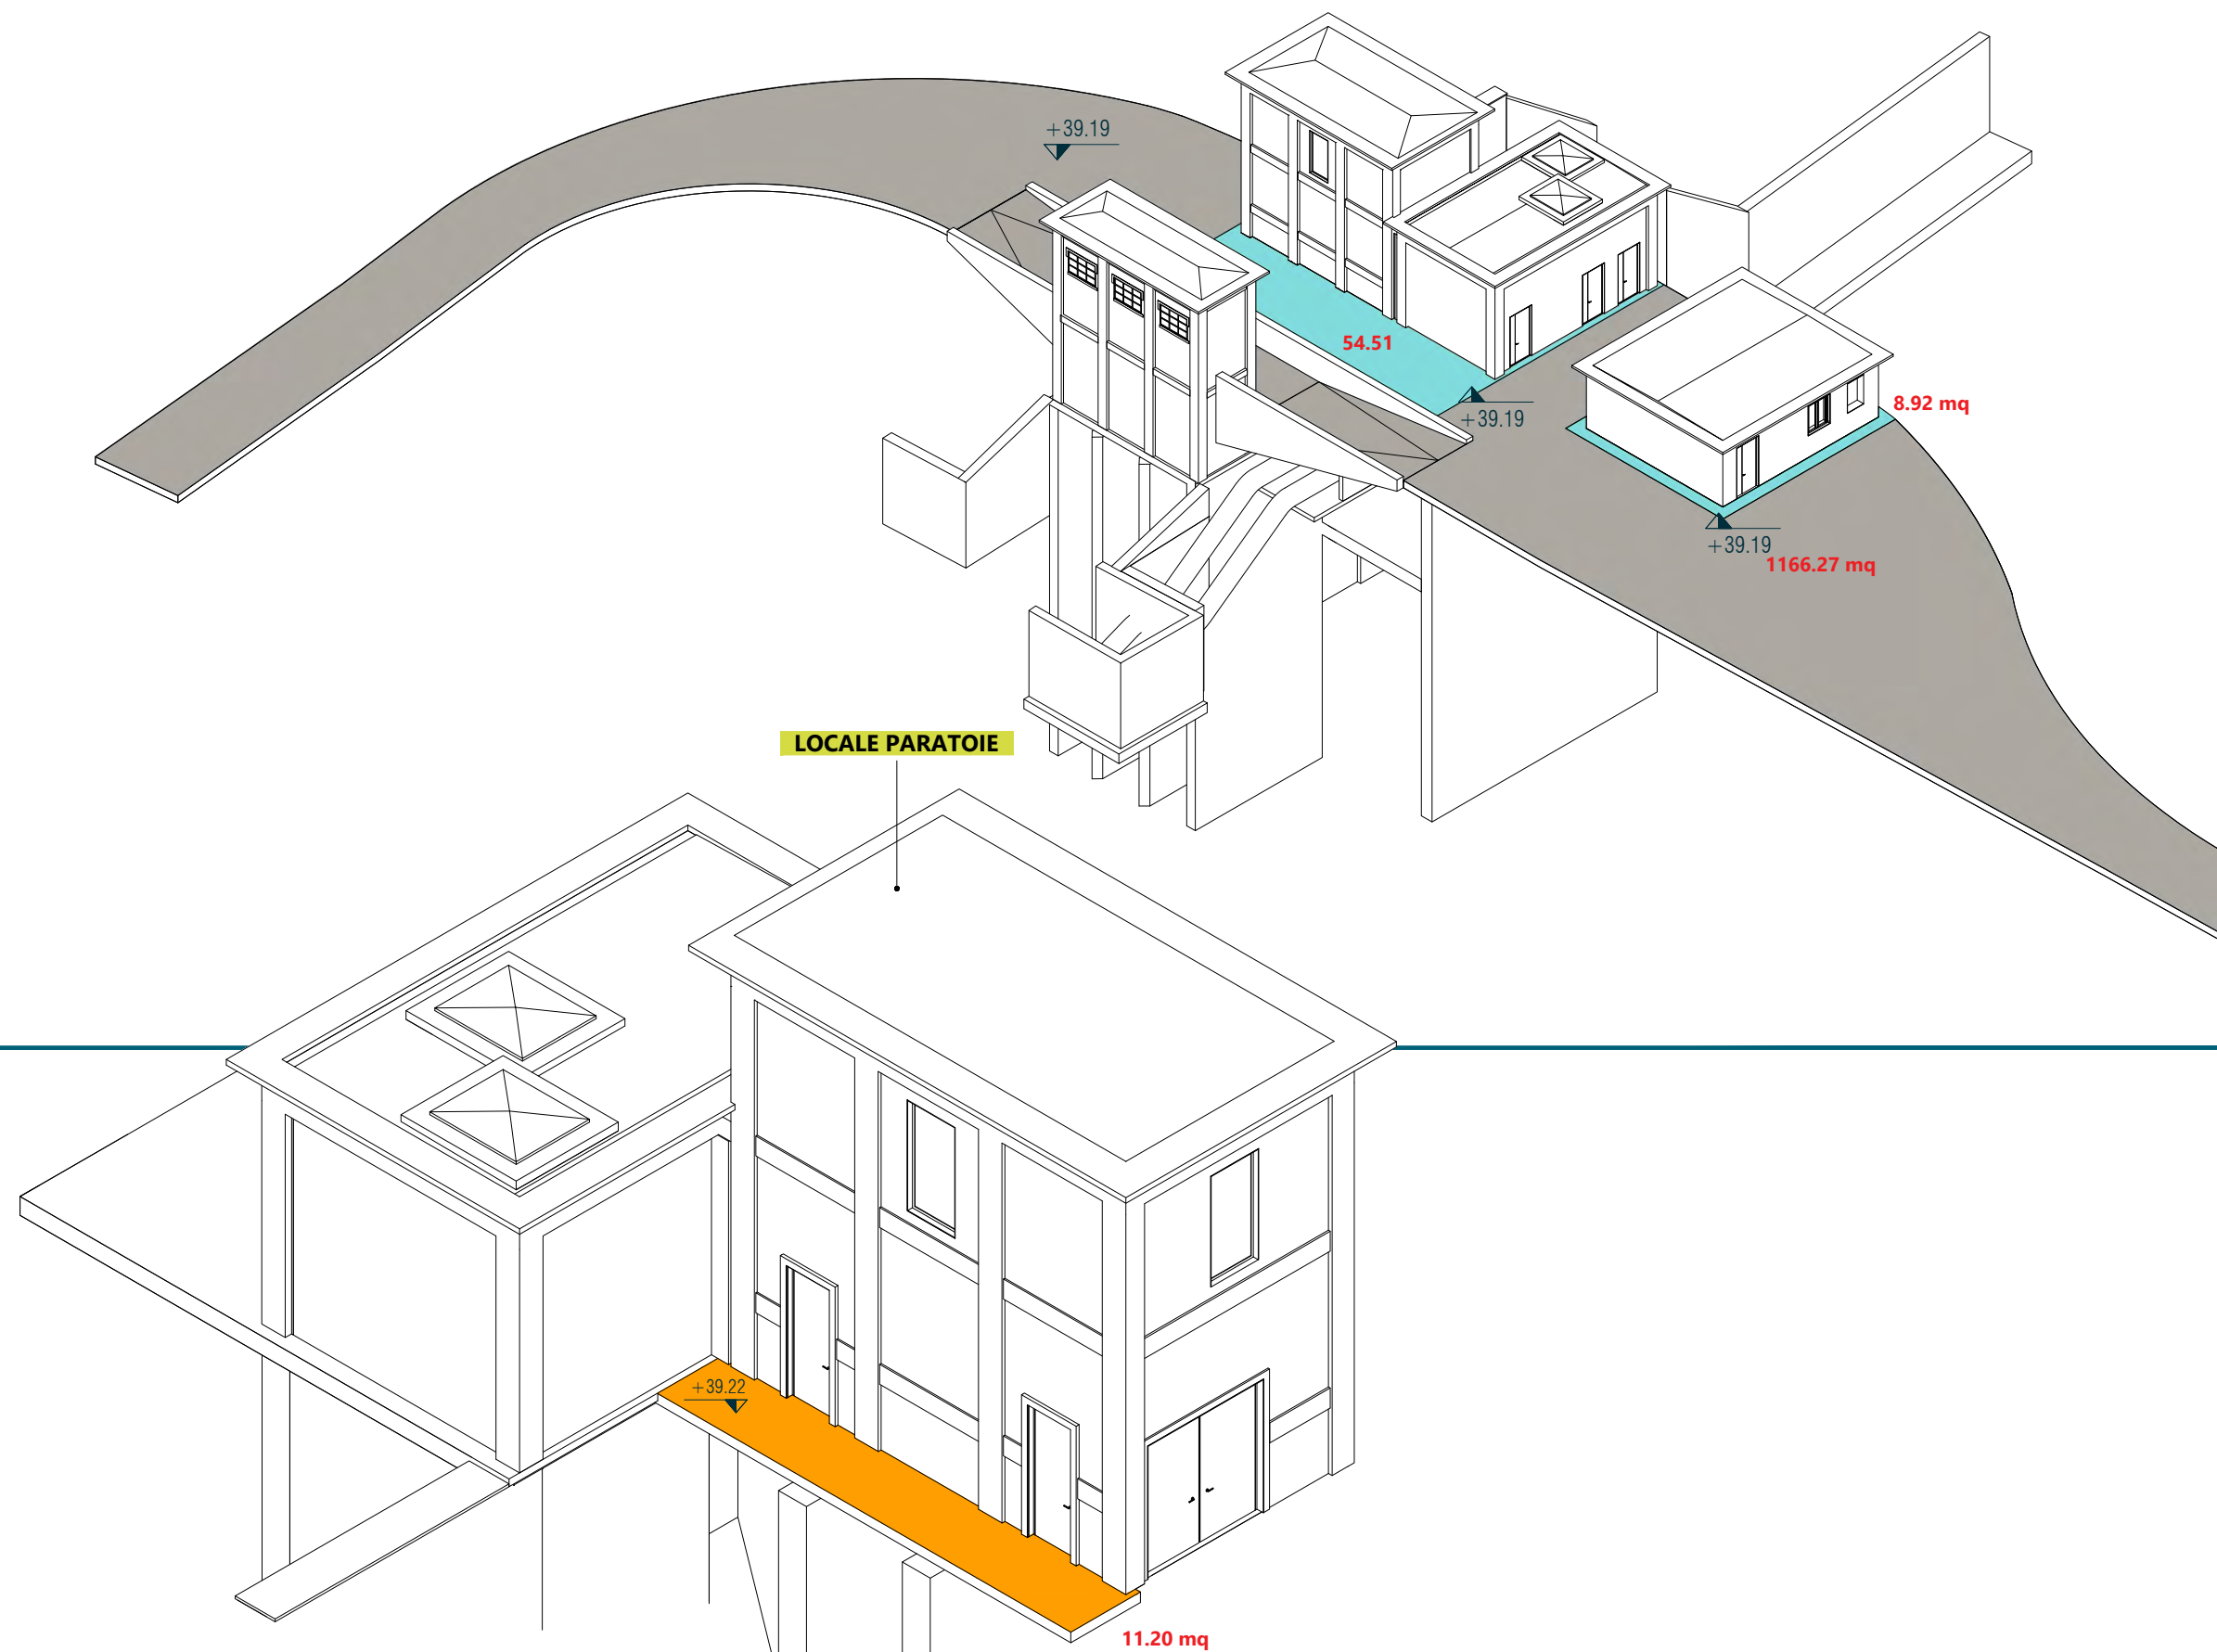 +39.19
54.51
8.92 mq
+39.19
+39.19
1166.27 mq
LOCALE PARATOIE
+39.22
11.20 mq